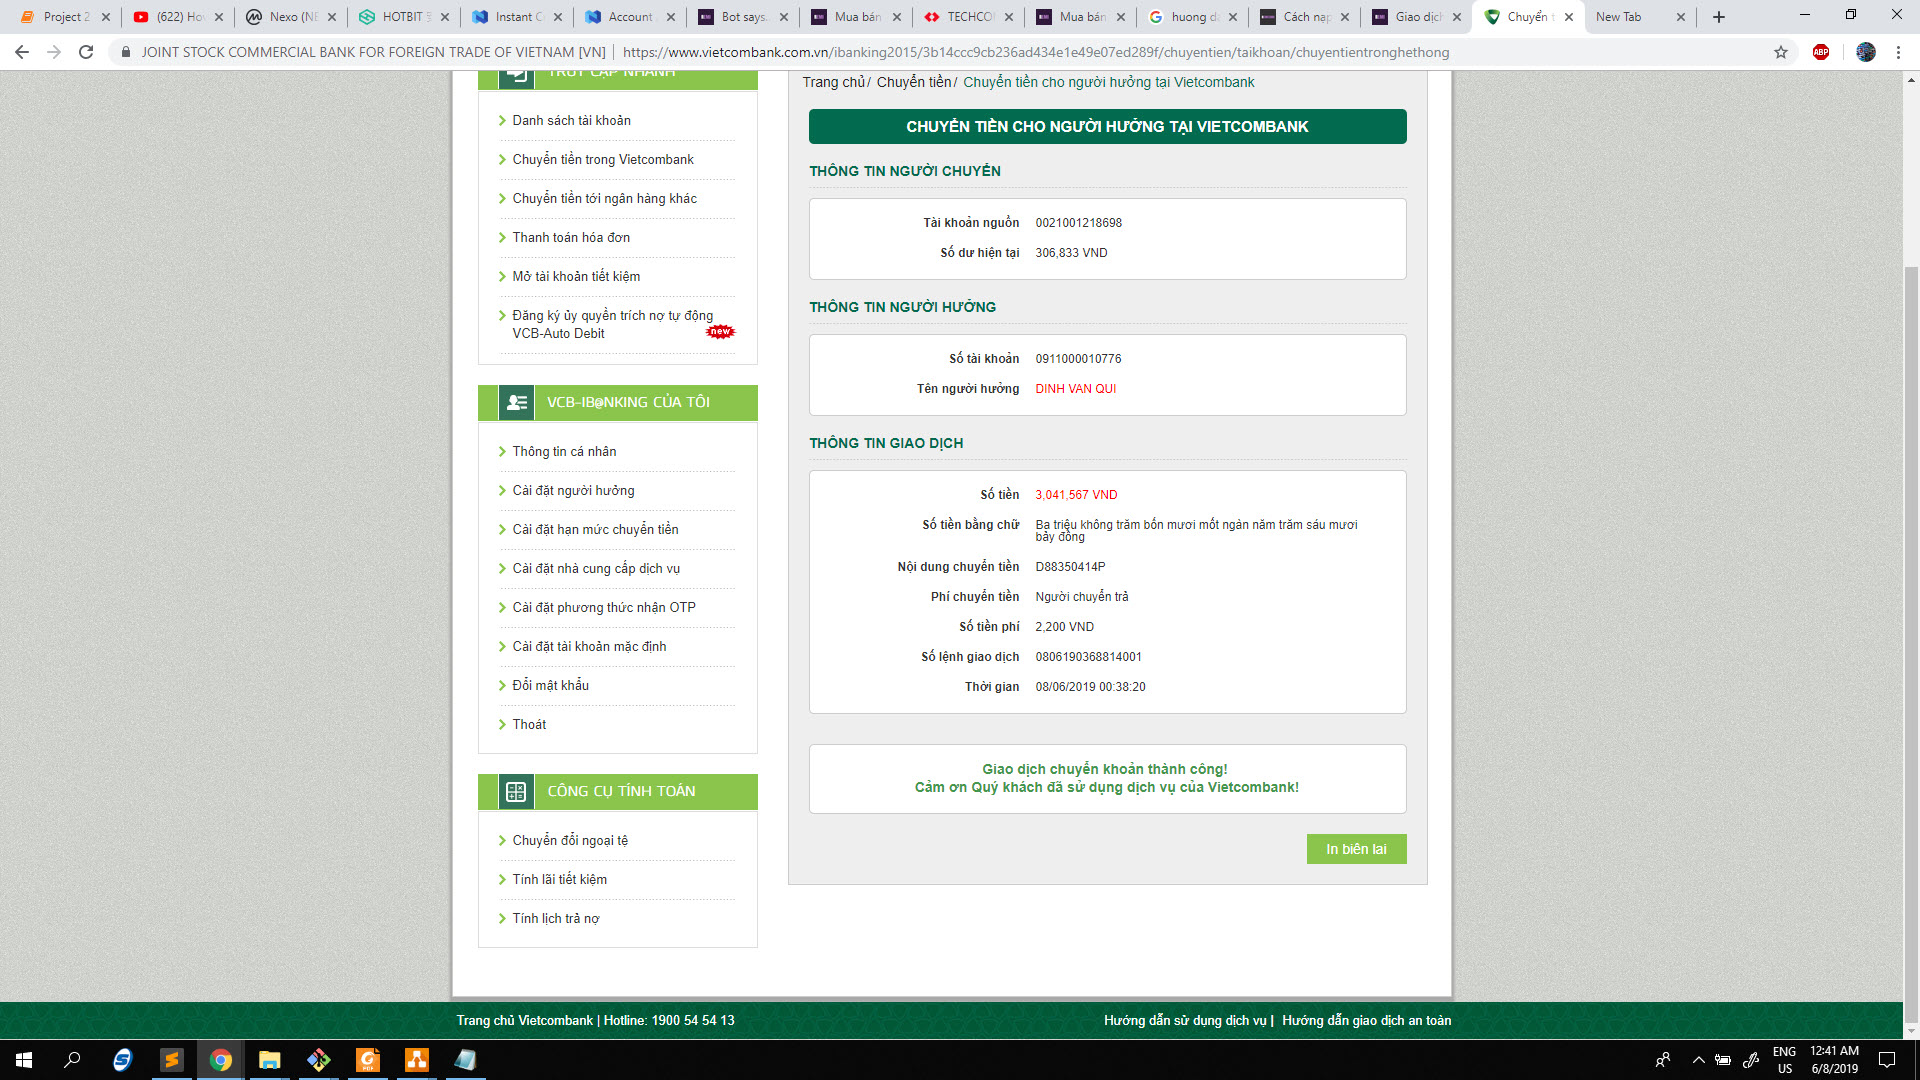 Project 2
(622) Ho
Nexo (NE
HOTBIT
Instant C
Account
Bot says.
Mua bán
TECHCO
Mua bán
huong d
Cách nạp
Giao dịch
Chuyển t
New Tab
JOINT STOCK COMMERCIAL BANK FOR FOREIGN TRADE OF VIETNAM [VN]
https://www.vietcombank.com.vn/ibanking2015/3b14ccc9cb236ad434e1e49e07ed289f/chuyentien/taikhoan/chuyentientronghethong
ABP
TRUY CẬP NHANH
Danh sách tài khoản
Chuyển tiền trong Vietcombank
Chuyển tiền tới ngân hàng khác
Thanh toán hóa đơn
Mở tài khoản tiết kiệm
Đăng ký ủy quyền trích nợ tự động
VCB-Auto Debit
new
VCB-IB@NKING CỦA TÔI
Thông tin cá nhân
Cài đặt người hưởng
Cài đặt hạn mức chuyển tiền
Cài đặt nhà cung cấp dịch vụ
Cài đặt phương thức nhận OTP
Cài đặt tài khoản mặc định
Đổi mật khẩu
Thoát
CÔNG CỤ TÍNH TOÁN
Chuyển đổi ngoại tệ
Tính lãi tiết kiệm
Tính lịch trả nợ
Trang chủ/ Chuyển tiền/ Chuyển tiền cho người hưởng tại Vietcombank
CHUYỂN TIỀN CHO NGƯỜI HƯỞNG TẠI VIETCOMBANK
THÔNG TIN NGƯỜI CHUYỂN
Tài khoản nguồn 0021001218698
Số dư hiện tại 306,833 VND
THÔNG TIN NGƯỜI HƯỞNG
Số tài khoản 0911000010776
Tên người hưởng DINH VAN QUI
THÔNG TIN GIAO DỊCH
Số tiền 3,041,567 VND
Số tiền bằng chữ Ba triệu không trăm bốn mươi mốt ngàn năm trăm sáu mươi
bảy đồng
Nội dung chuyển tiền D88350414P
Phí chuyển tiền Người chuyển trả
Số tiền phí 2,200 VND
Số lệnh giao dịch 0806190368814001
Thời gian 08/06/2019 00:38:20
Giao dịch chuyển khoản thành công!
Cảm ơn Quý khách đã sử dụng dịch vụ của Vietcombank!
In biên lai
Trang chủ Vietcombank | Hotline: 1900 54 54 13
Hướng dẫn sử dụng dịch vụ | Hướng dẫn giao dịch an toàn
ENG
US
12:41 AM
6/8/2019